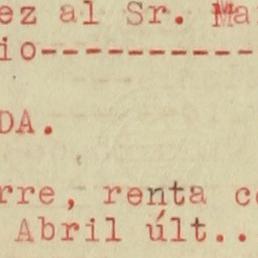 ez al Sr. Ma
io----------
DA.
rre, renta c
Abril últ..